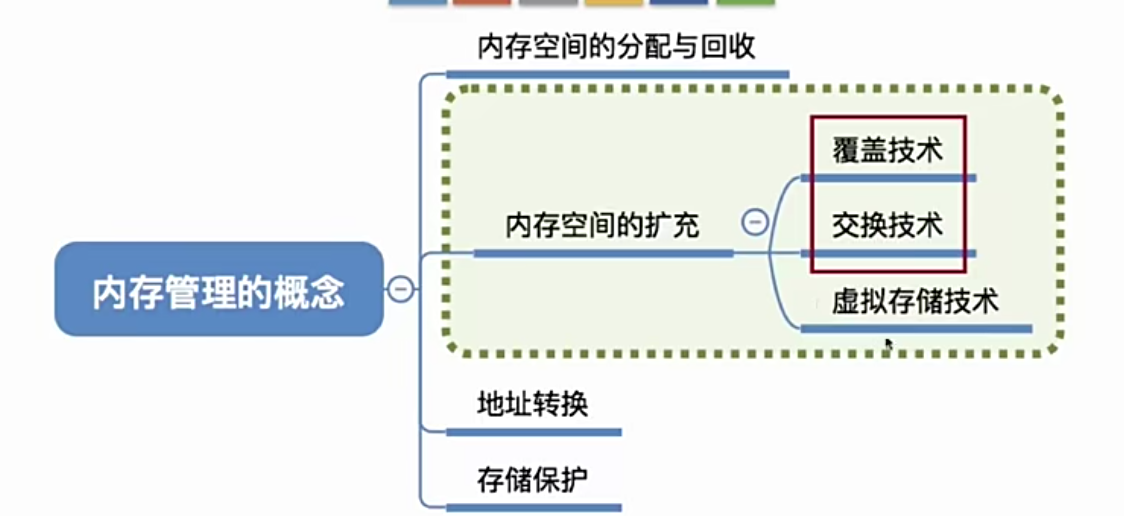 内存空间的分配与回收
覆盖技术
内存空间的扩充
交换技术
内存管理的概念
虚拟存储技术
地址转换
存储保护